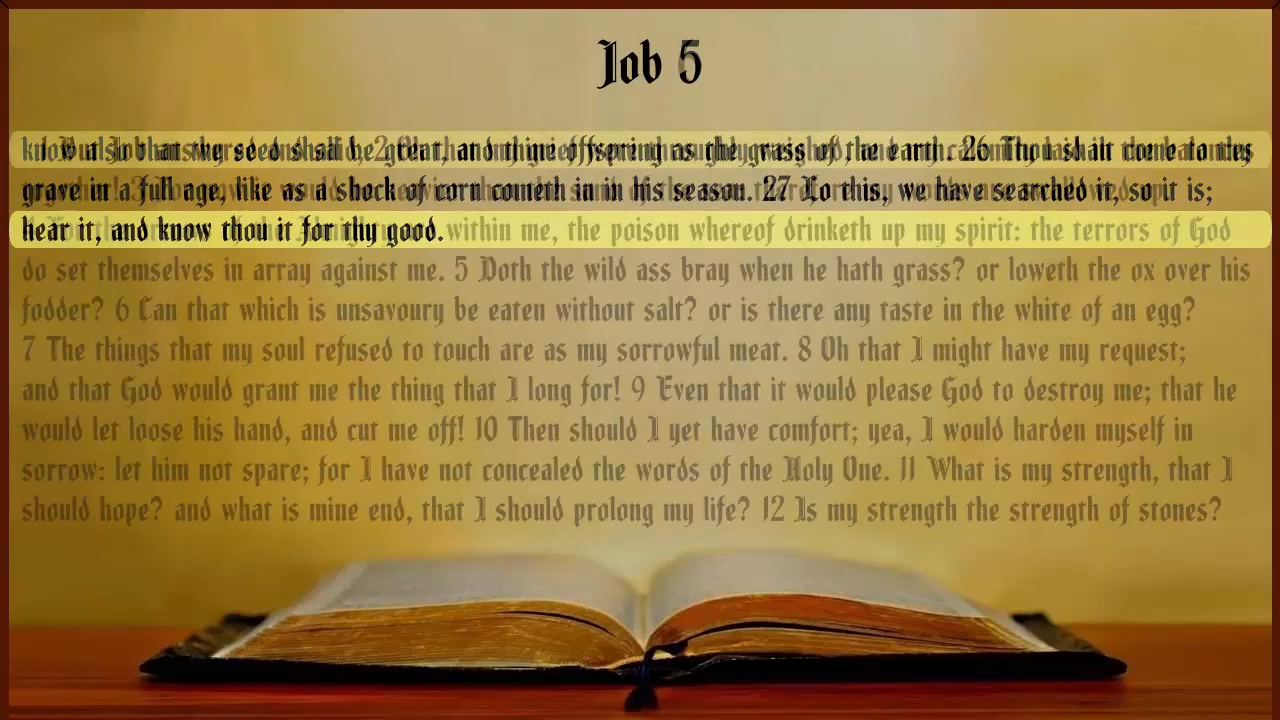 Job 5
know also that thy seed shall be great, and thine offspring as the grass of the earth. 26 Thou shalt come to thy
grave in a full age, like as a shock of corn cometh in in his season. 27 Lo this, we have searched it, so it is;
hear it, and know thou it for thy good. within me, the poison whereof drinketh up my spirit: the terrors of God
do set themselves in array against me. 5 Doth the wild ass bray when he hath grass? or loweth the ox over his
fodder? 6 Can that which is unsavoury be eaten without salt? or is there any taste in the white of an egg?
7 The things that my soul refused to touch are as my sorrowful meat. 8 Oh that I might have my request;
and that God would grant me the thing that I long for! 9 Even that it would please God to destroy me; that he
would let loose his hand, and cut me off! 10 Then should I yet have comfort; yea, I would harden myself in
sorrow: let him not spare; for I have not concealed the words of the Holy One. 11 What is my strength, that I
should hope? and what is mine end, that I should prolong my life? 12 Is my strength the strength of stones?